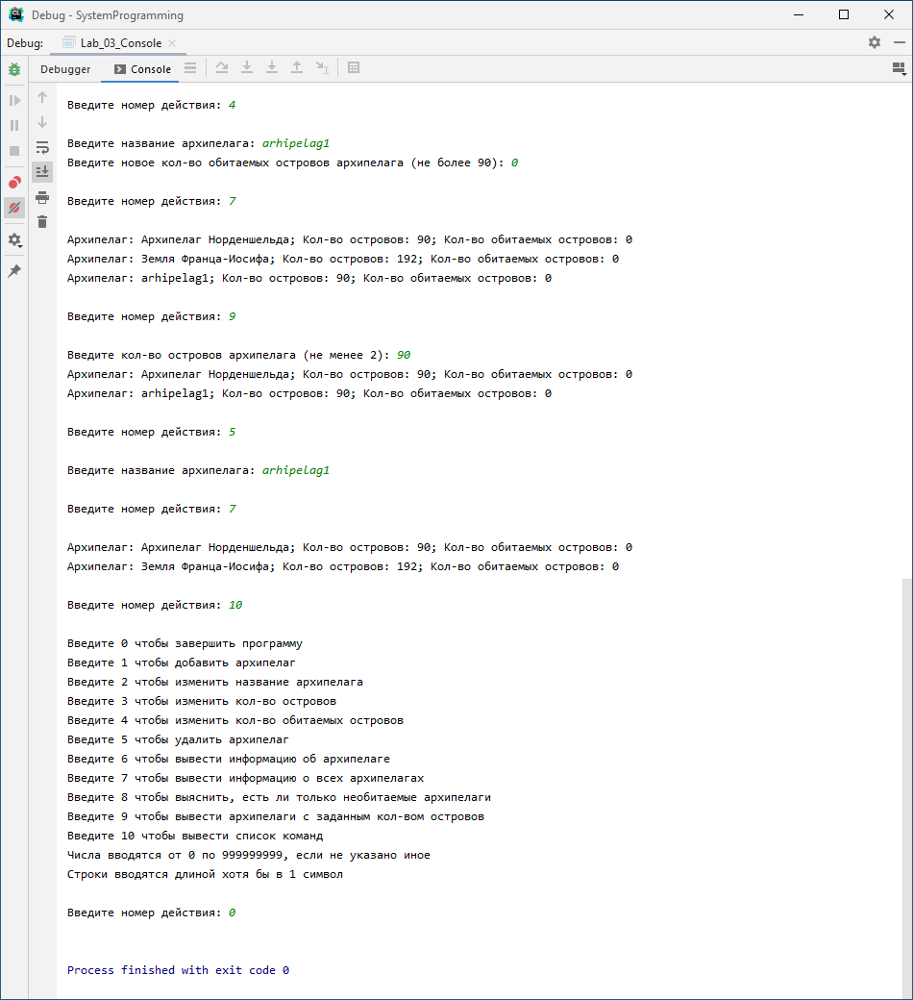 Debug - SystemProgramming
Debug: Lab_03_Console
Debugger Console
Введите номер действия: 4
Введите название архипелага: arhipelag1
Введите новое кол-во обитаемых островов архипелага (не более 90): 0
Введите номер действия: 7
Архипелаг: Архипелаг Норденшельда; Кол-во островов: 90; Кол-во обитаемых островов: 0
Архипелаг: Земля Франца-Иосифа; Кол-во островов: 192; Кол-во обитаемых островов: 0
Архипелаг: arhipelag1; Кол-во островов: 90; Кол-во обитаемых островов: 0
Введите номер действия: 9
Введите кол-во островов архипелага (не менее 2): 90
Архипелаг: Архипелаг Норденшельда; Кол-во островов: 90; Кол-во обитаемых островов: 0
Архипелаг: arhipelag1; Кол-во островов: 90; Кол-во обитаемых островов: 0
Введите номер действия: 5
Введите название архипелага: arhipelag1
Введите номер действия: 7
Архипелаг: Архипелаг Норденшельда; Кол-во островов: 90; Кол-во обитаемых островов: 0
Архипелаг: Земля Франца-Иосифа; Кол-во островов: 192; Кол-во обитаемых островов: 0
Введите номер действия: 10
Введите 0 чтобы завершить программу
Введите 1 чтобы добавить архипелаг
Введите 2 чтобы изменить название архипелага
Введите 3 чтобы изменить кол-во островов
Введите 4 чтобы изменить кол-во обитаемых островов
Введите 5 чтобы удалить архипелаг
Введите 6 чтобы вывести информацию об архипелаге
Введите 7 чтобы вывести информацию о всех архипелагах
Введите 8 чтобы выяснить, есть ли только необитаемые архипелаги
Введите 9 чтобы вывести архипелаги с заданным кол-вом островов
Введите 10 чтобы вывести список команд
Числа вводятся от 0 по 999999999, если не указано иное
Строки вводятся длиной хотя бы в 1 символ
Введите номер действия: 0
Process finished with exit code 0